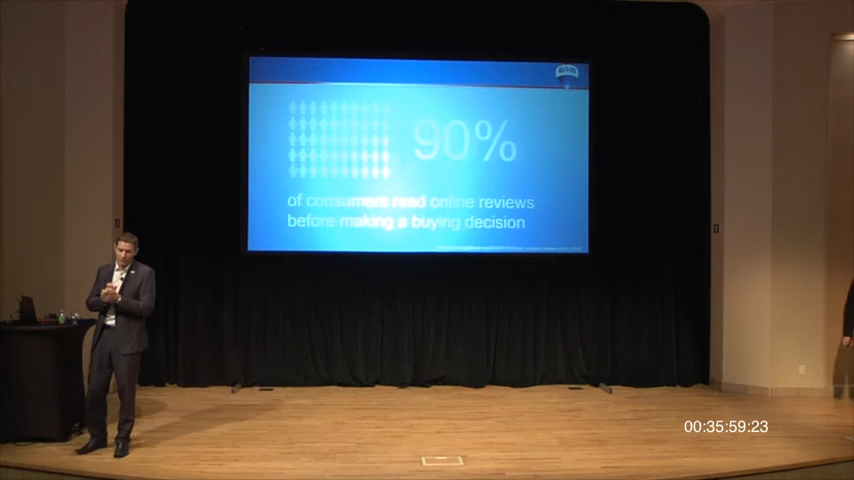 90%
of consumers read online reviews
before making a buying decision
00:35:59:23